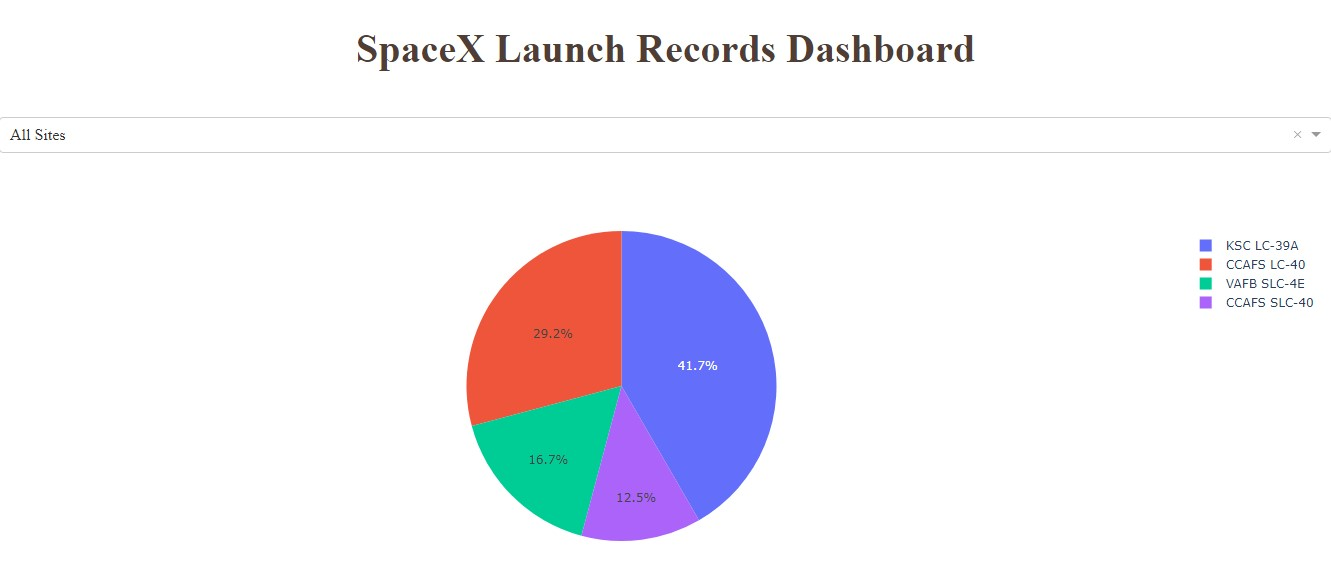 SpaceX Launch Records Dashboard
All Sites
KSC LC-39A
CCAFS LC-40
VAFB SLC-4E
CCAFS SLC-40
29.2%
41.7%
16.7%
12.5%